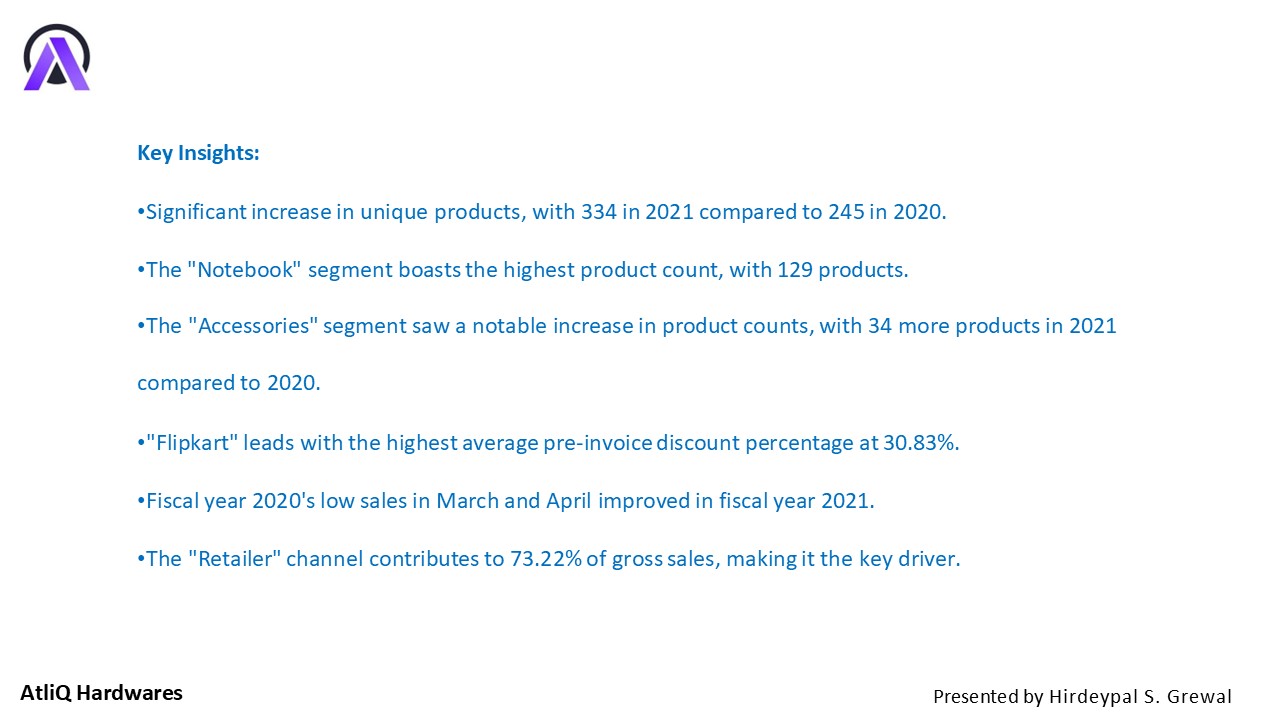 Key Insights:
•Significant increase in unique products, with 334 in 2021 compared to 245 in 2020.
•The "Notebook" segment boasts the highest product count, with 129 products.
•The "Accessories" segment saw a notable increase in product counts, with 34 more products in 2021
compared to 2020.
•"Flipkart" leads with the highest average pre-invoice discount percentage at 30.83%.
•Fiscal year 2020's low sales in March and April improved in fiscal year 2021.
•The "Retailer" channel contributes to 73.22% of gross sales, making it the key driver.
AtliQ Hardwares
Presented by Hirdeypal S. Grewal